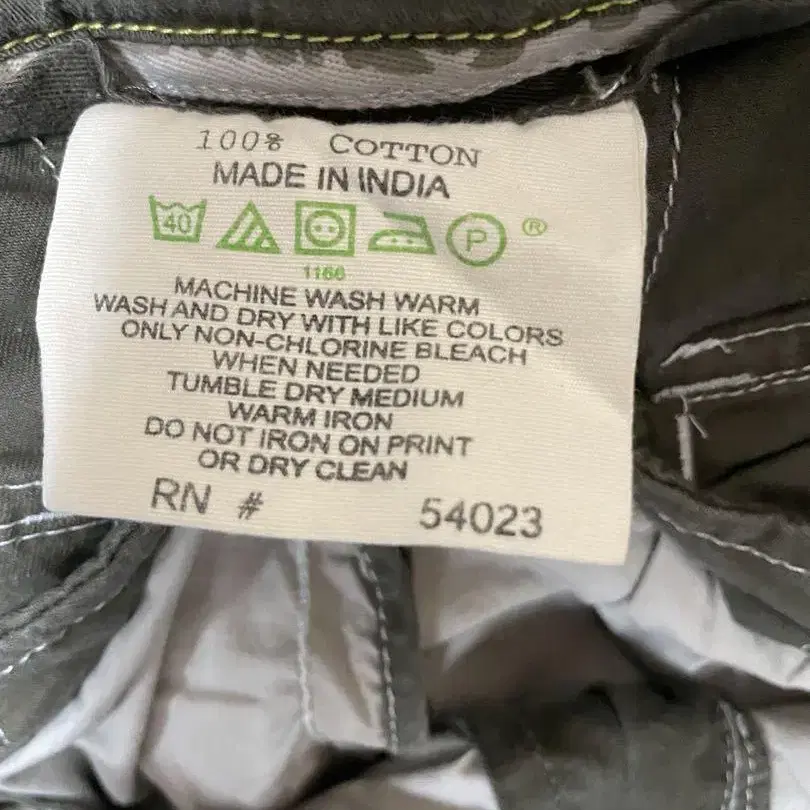 100% COTTON
MADE IN INDIA
40 P ®
1166
MACHINE WASH WARM
WASH AND DRY WITH LIKE COLORS
ONLY NON-CHLORINE BLEACH
WHEN NEEDED
TUMBLE DRY MEDIUM
WARM IRON
DO NOT IRON ON PRINT
OR DRY CLEAN
RN # 54023